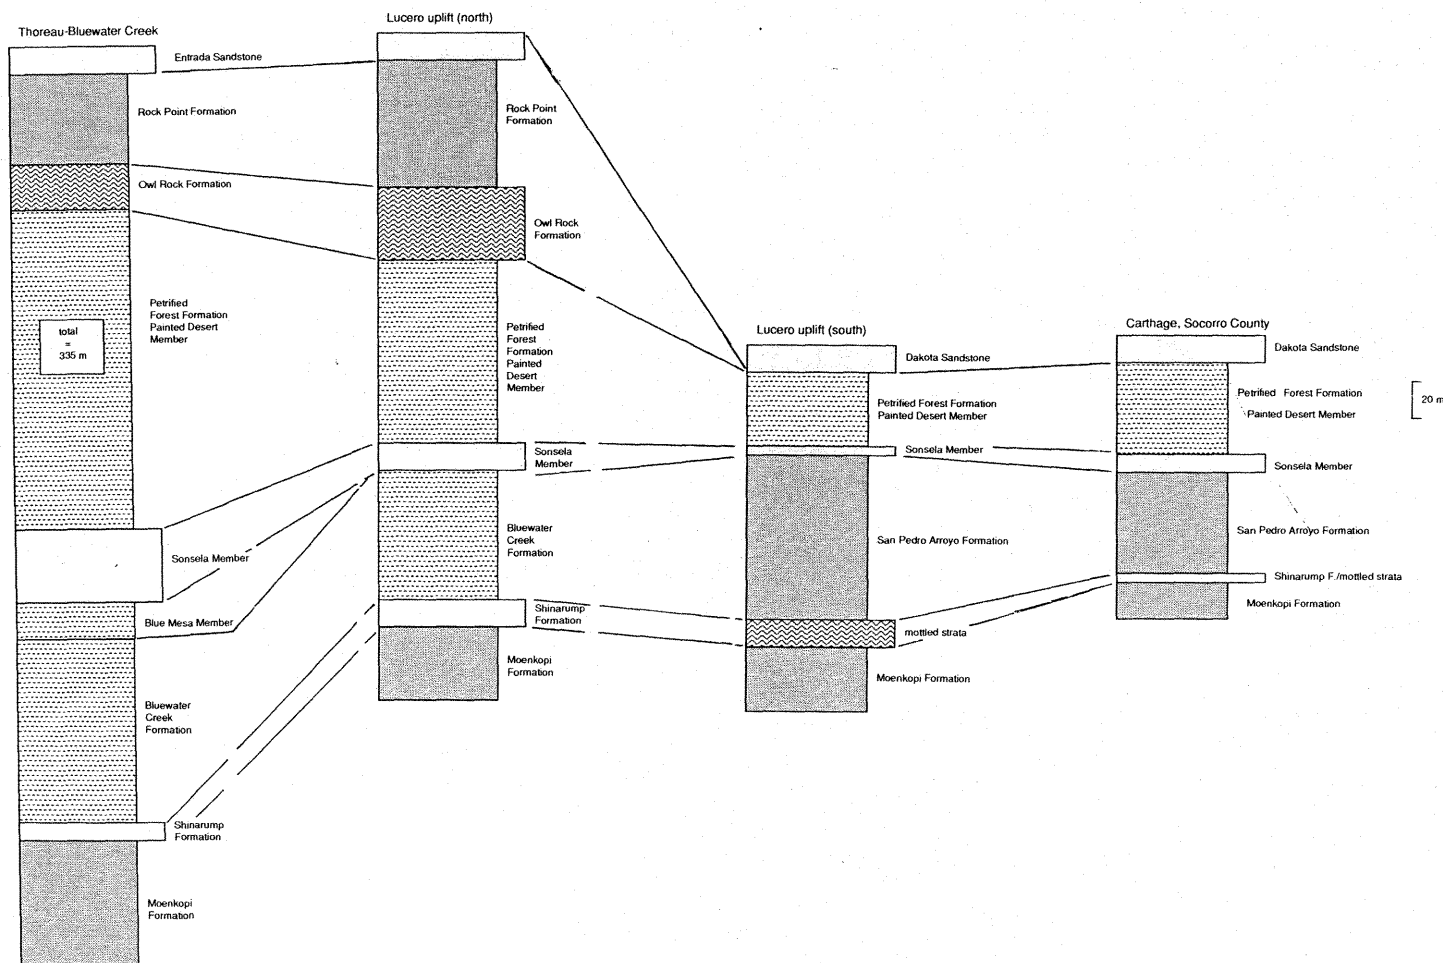 Thoreau-Bluewater Creek
Entrada Sandstone
Rock Point Formation
Owl Rock Formation
Petrified
Forest Formation
Painted Desert
Member
total
=
335 m
Sonsela Member
Blue Mesa Member
Bluewater
Creek
Formation
Shinarump
Formation
Moenkopi
Formation
Lucero uplift (north)
Rock Point
Formation
Owl Rock
Formation
Petrified
Forest
Formation
Painted
Desert
Member
Sonsela
Member
Bluewater
Creek
Formation
Shinarump
Formation
Moenkopi
Formation
Lucero uplift (south)
Dakota Sandstone
Petrified Forest Formation
Painted Desert Member
Sonsela Member
San Pedro Arroyo Formation
mottled strata
Moenkopi Formation
Carthage, Socorro County
Dakota Sandstone
Petrified Forest Formation
Painted Desert Member
Sonsela Member
San Pedro Arroyo Formation
Shinarump F./mottled strata
Moenkopi Formation
20 m